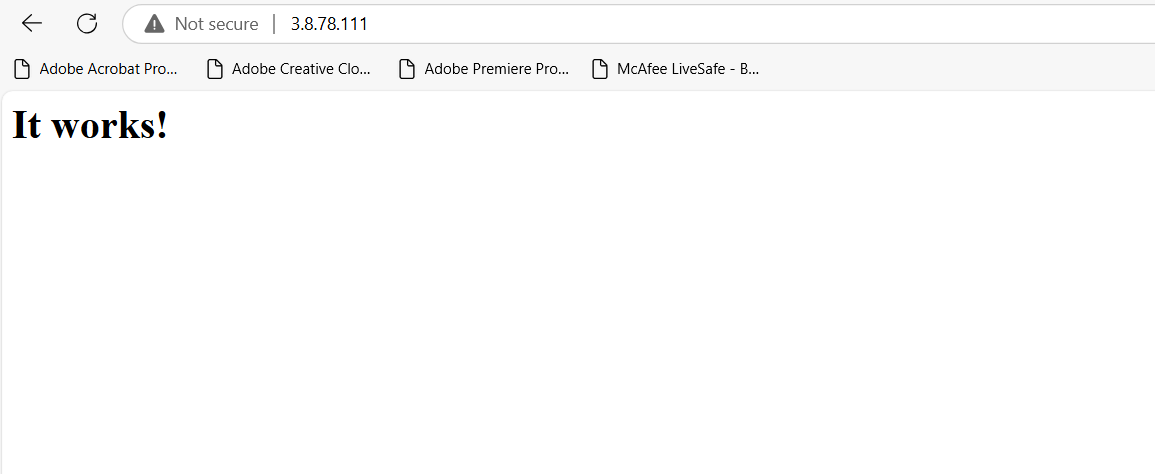 Not secure | 3.8.78.111
Adobe Acrobat Pro... Adobe Creative Clo... Adobe Premiere Pro... McAfee LiveSafe - B...
It works!